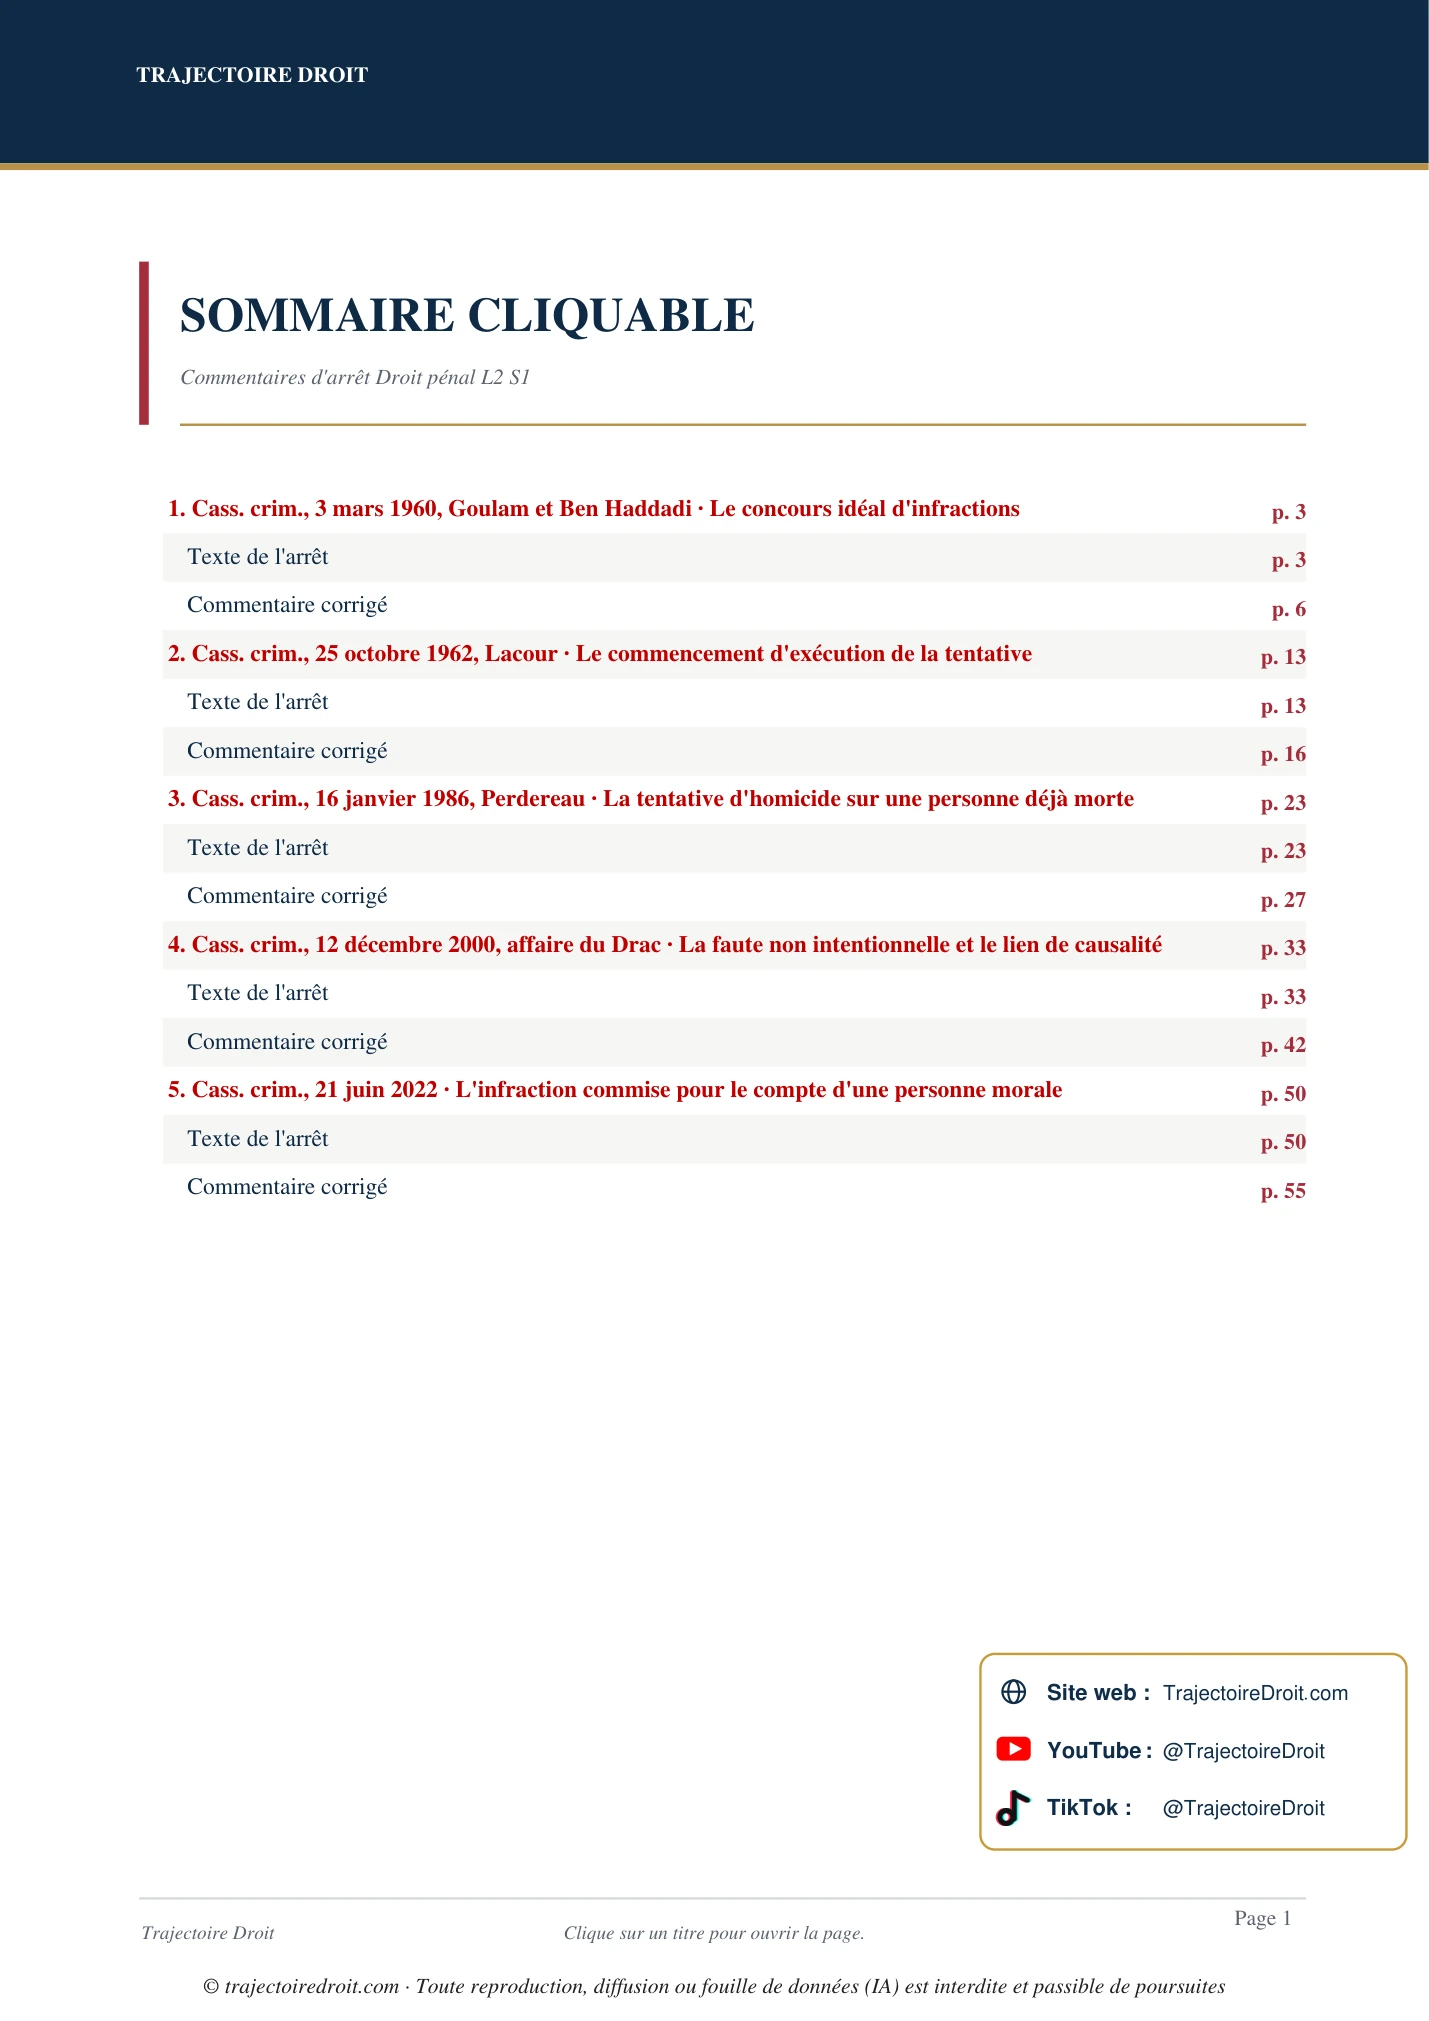 TRAJECTOIRE DROIT
SOMMAIRE CLIQUABLE
Commentaires d'arrêt Droit pénal L2 S1
1. Cass. crim., 3 mars 1960, Goulam et Ben Haddadi · Le concours idéal d'infractions p. 3
Texte de l'arrêt p. 3
Commentaire corrigé p. 6
2. Cass. crim., 25 octobre 1962, Lacour · Le commencement d'exécution de la tentative p. 13
Texte de l'arrêt p. 13
Commentaire corrigé p. 16
3. Cass. crim., 16 janvier 1986, Perdereau · La tentative d'homicide sur une personne déjà morte p. 23
Texte de l'arrêt p. 23
Commentaire corrigé p. 27
4. Cass. crim., 12 décembre 2000, affaire du Drac · La faute non intentionnelle et le lien de causalité p. 33
Texte de l'arrêt p. 33
Commentaire corrigé p. 42
5. Cass. crim., 21 juin 2022 · L'infraction commise pour le compte d'une personne morale p. 50
Texte de l'arrêt p. 50
Commentaire corrigé p. 55
Site web : TrajectoireDroit.com
YouTube : @TrajectoireDroit
TikTok : @TrajectoireDroit
Page 1
Trajectoire Droit Clique sur un titre pour ouvrir la page.
© trajectoiredroit.com · Toute reproduction, diffusion ou fouille de données (IA) est interdite et passible de poursuites